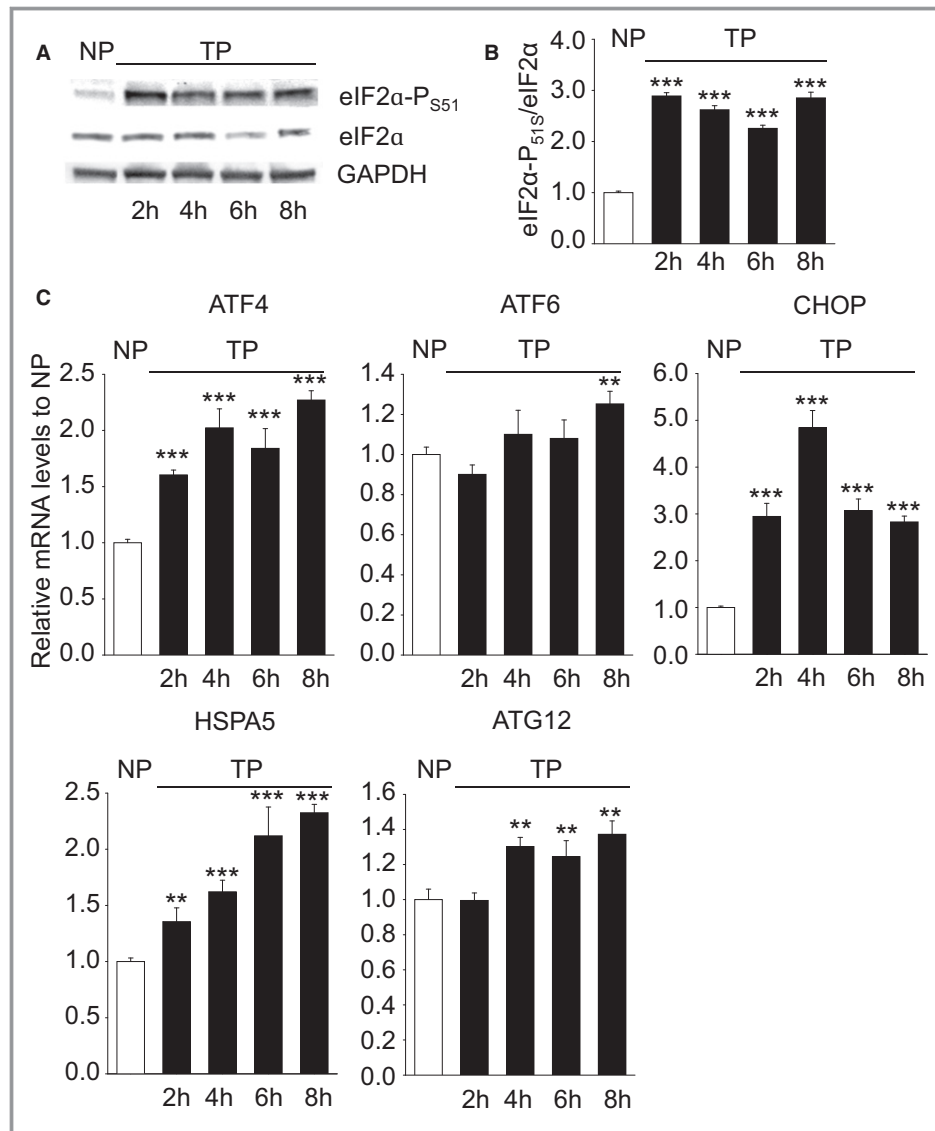 A
NP TP
eIF2α-P_S51
eIF2α
GAPDH
2h 4h 6h 8h
B
NP TP
eIF2α-P_51S/eIF2α
4.0
3.0
2.0
1.0
0.0
*** *** *** ***
2h 4h 6h 8h
C
Relative mRNA levels to NP
ATF4
NP TP
2.5
2.0
1.5
1.0
0.5
0.0
*** *** *** ***
2h 4h 6h 8h
ATF6
NP TP
1.4
1.2
1.0
0.8
0.6
0.4
0.2
0.0
**
2h 4h 6h 8h
CHOP
NP TP
6.0
5.0
4.0
3.0
2.0
1.0
0.0
*** *** *** ***
2h 4h 6h 8h
HSPA5
NP TP
2.5
2.0
1.5
1.0
0.5
0.0
** *** *** ***
2h 4h 6h 8h
ATG12
NP TP
1.6
1.4
1.2
1.0
0.8
0.6
0.4
0.2
0.0
** ** **
2h 4h 6h 8h